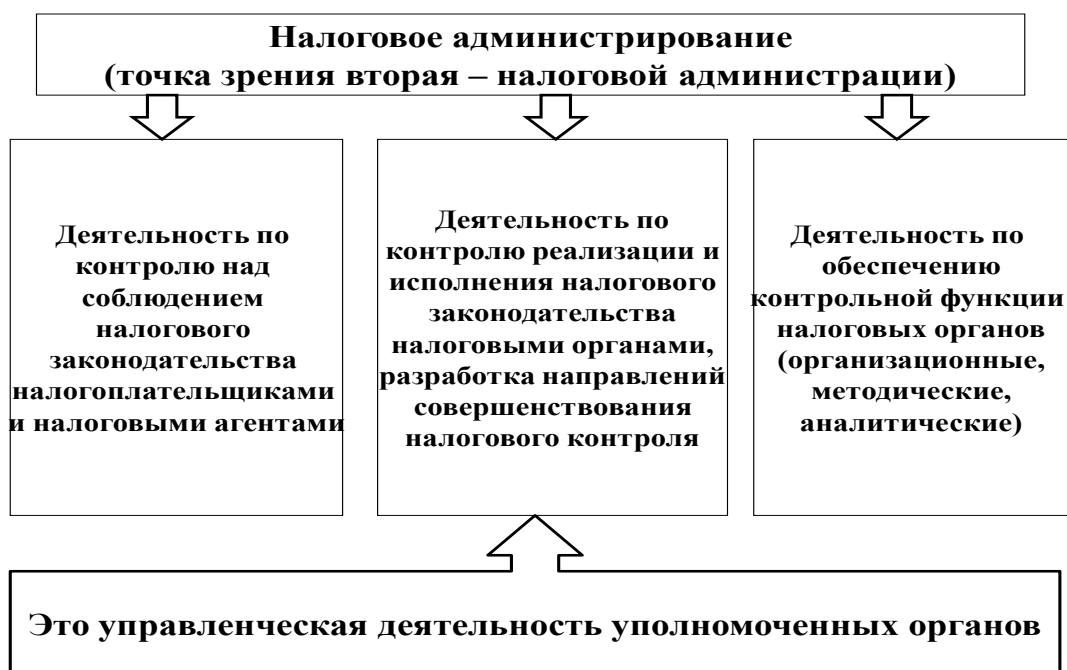 Налоговое администрирование
(точка зрения вторая – налоговой администрации)
Деятельность по
контролю над
соблюдением
налогового
законодательства
налогоплательщиками
и налоговыми агентами
Деятельность по
контролю реализации и
исполнения налогового
законодательства
налоговыми органами,
разработка направлений
совершенствования
налогового контроля
Деятельность по
обеспечению
контрольной функции
налоговых органов
(организационные,
методические,
аналитические)
Это управленческая деятельность уполномоченных органов